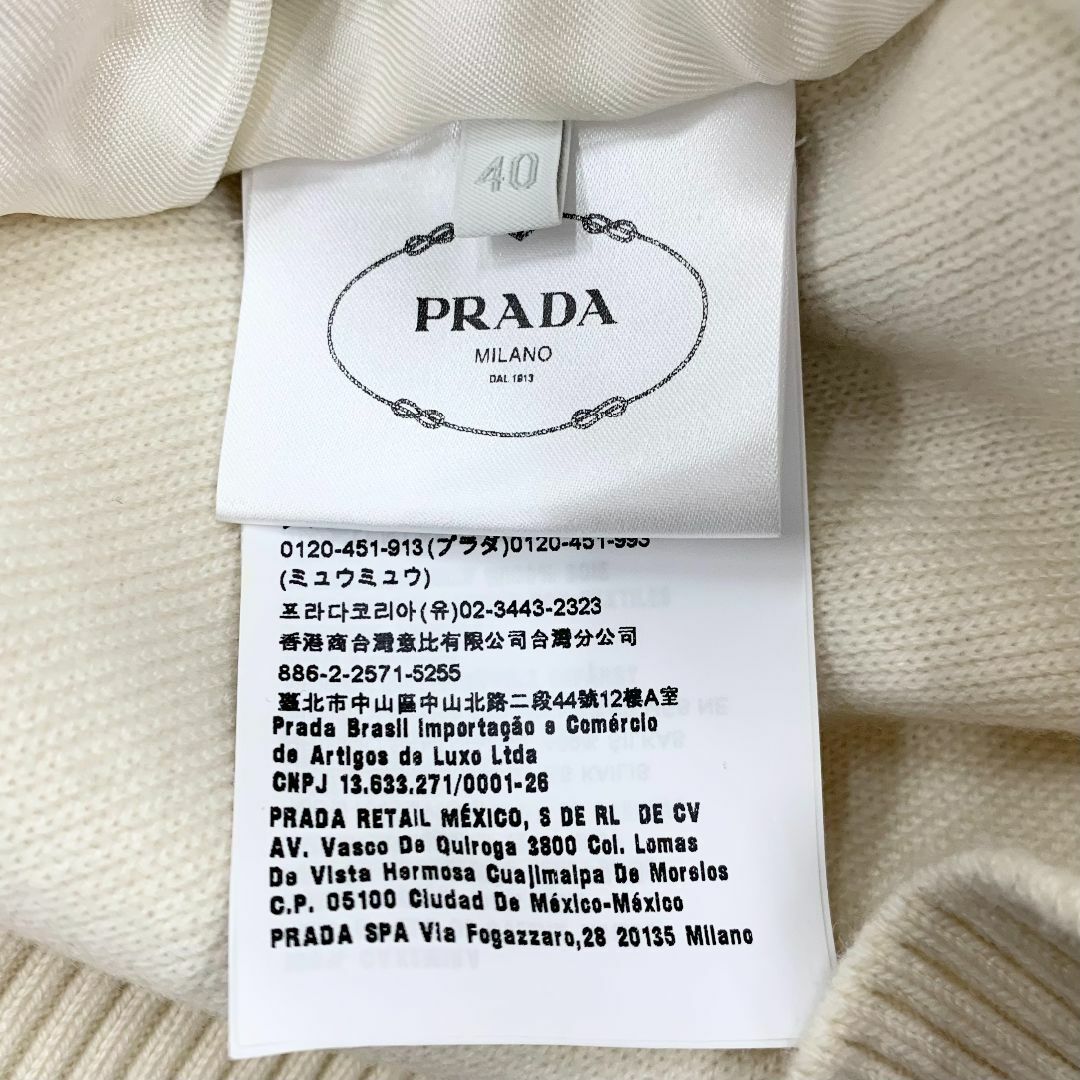 40
PRADA
MILANO
DAL 1913
0120-451-913(プラダ)0120-451-993
(ミュウミュウ)
프라다코리아(유)02-3443-2323
香港商台灣意比有限公司台灣分公司
886-2-2571-5255
臺北市中山區中山北路二段44號12樓A室
Prada Brasil Importação e Comércio
de Artigos de Luxo Ltda
CNPJ 13.633.271/0001-26
PRADA RETAIL MÉXICO, S DE RL DE CV
AV. Vasco De Quiroga 3800 Col. Lomas
De Vista Hermosa Cuajimalpa De Morelos
C.P. 05100 Ciudad De México-México
PRADA SPA Via Fogazzaro,28 20135 Milano